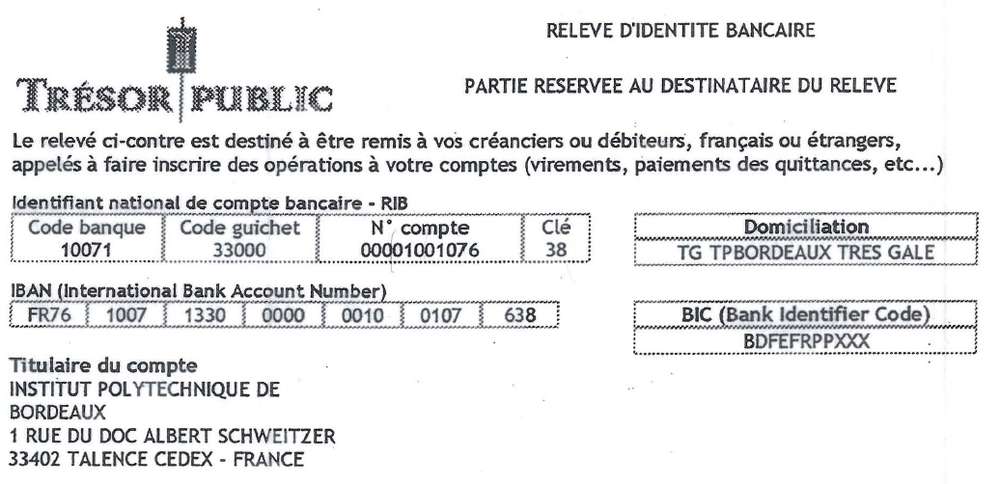 RELEVE D'IDENTITE BANCAIRE
TRÉSOR PUBLIC
PARTIE RESERVEE AU DESTINATAIRE DU RELEVE
Le relevé ci-contre est destiné à être remis à vos créanciers ou débiteurs, français ou étrangers,
appelés à faire inscrire des opérations à votre comptes (virements, paiements des quittances, etc...)
Identifiant national de compte bancaire - RIB
Code banque Code guichet N° compte Clé
10071 33000 00001001076 38
Domiciliation
TG TPBORDEAUX TRES GALE
IBAN (International Bank Account Number)
FR76 1007 1330 0000 0010 0107 638
BIC (Bank Identifier Code)
BDFEFRPPXXX
Titulaire du compte
INSTITUT POLYTECHNIQUE DE
BORDEAUX
1 RUE DU DOC ALBERT SCHWEITZER
33402 TALENCE CEDEX - FRANCE